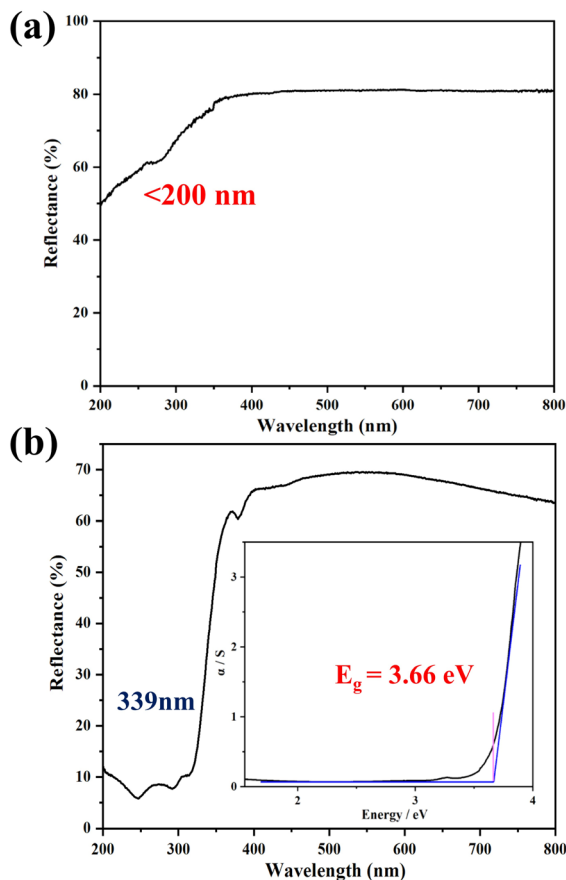 (a)
100
80
60
40
20
0
Reflectance (%)
<200 nm
200 300 400 500 600 700 800
Wavelength (nm)
(b)
70
60
50
40
30
20
10
0
Reflectance (%)
339nm
3
2
1
0
α / S
E_g = 3.66 eV
2 3 4
Energy / eV
200 300 400 500 600 700 800
Wavelength (nm)